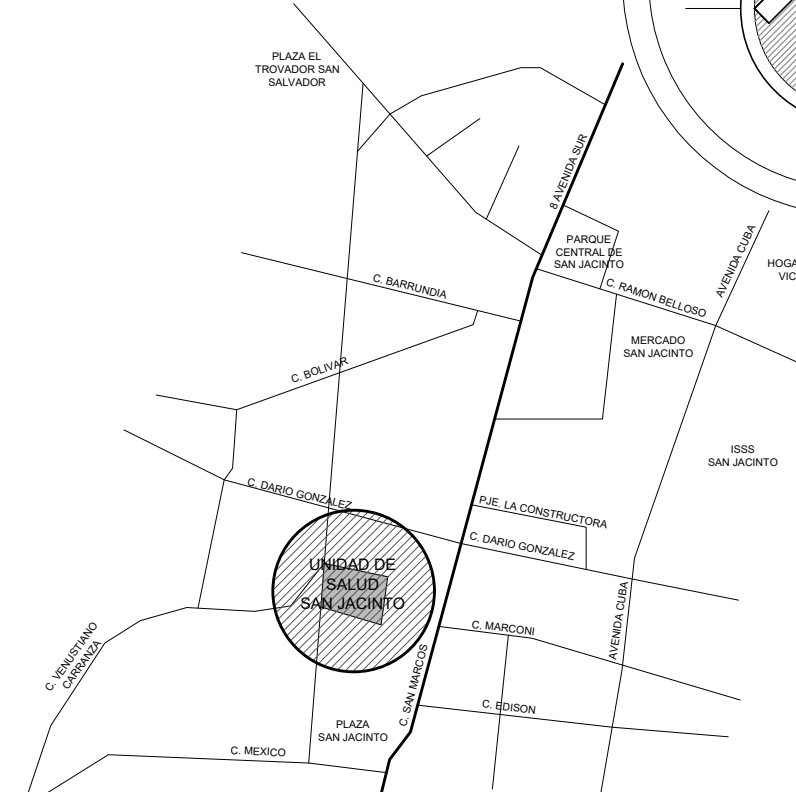 PLAZA EL
TROVADOR SAN
SALVADOR
8 AVENIDA SUR
PARQUE
CENTRAL DE
SAN JACINTO
AVENIDA CUBA
HOGA
VIC
C. BARRUNDIA
C. RAMON BELLOSO
MERCADO
SAN JACINTO
C. BOLIVAR
ISSS
SAN JACINTO
C. DARIO GONZALEZ
PJE. LA CONSTRUCTORA
C. DARIO GONZALEZ
UNIDAD DE
SALUD
SAN JACINTO
AVENIDA CUBA
C. MARCONI
C. VENUSTIANO
CARRANZA
C. SAN MARCOS
C. EDISON
PLAZA
SAN JACINTO
C. MEXICO